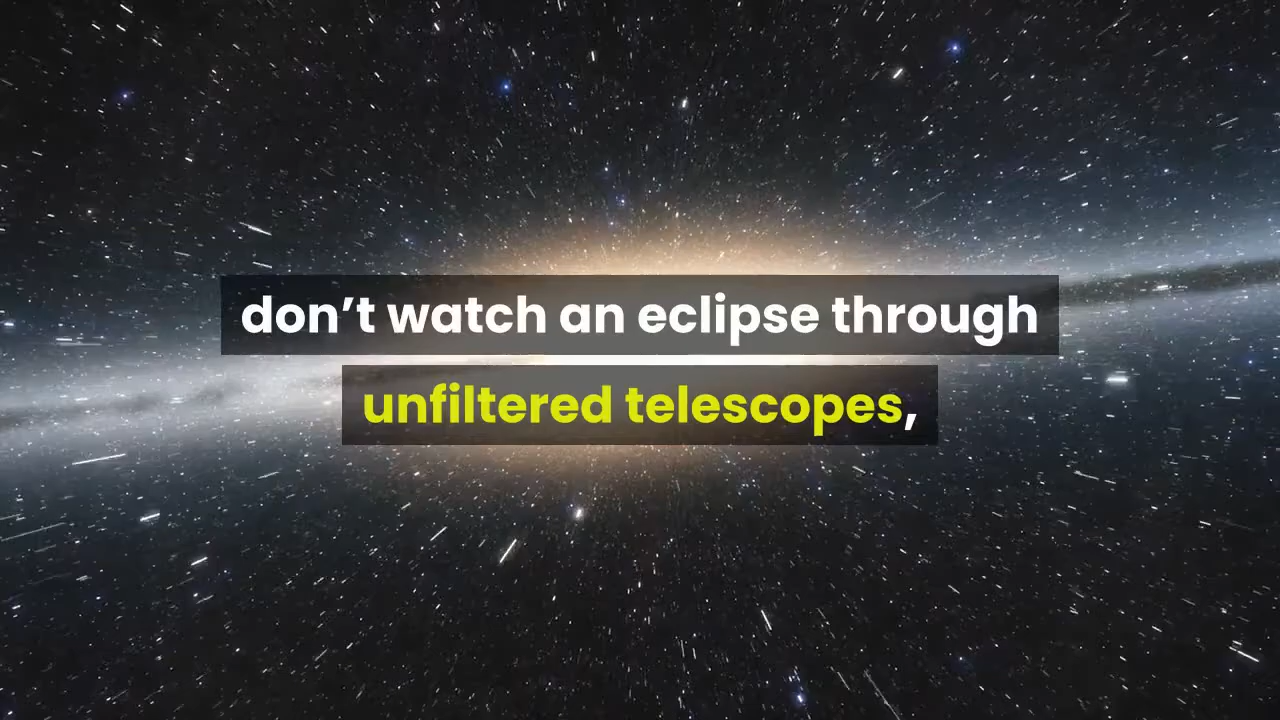 don’t watch an eclipse through
unfiltered telescopes,